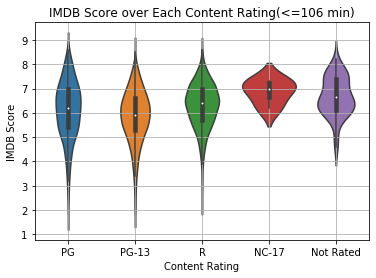 IMDB Score over Each Content Rating(<=106 min)
9
8
7
6
5
4
3
2
1
IMDB Score
PG
PG-13
R
NC-17
Not Rated
Content Rating